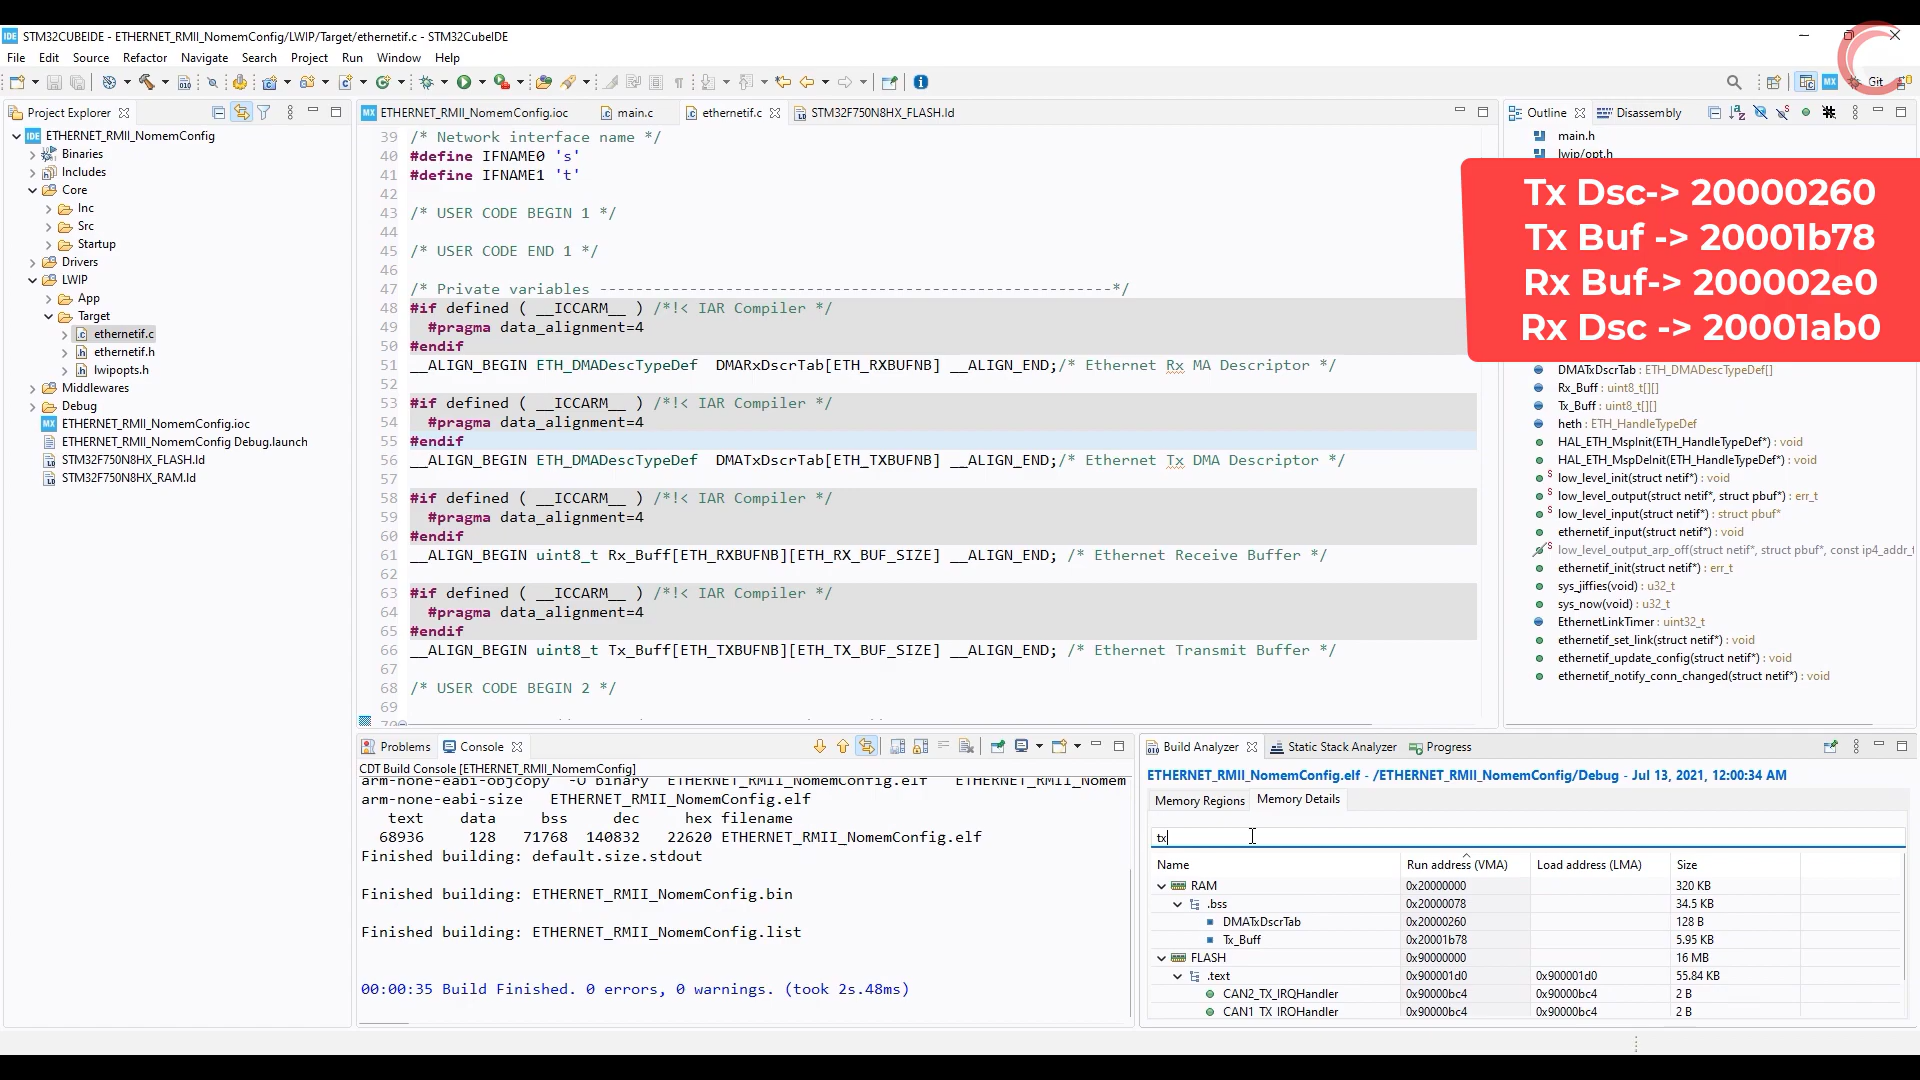 STM32CUBEIDE - ETHERNET_RMII_NomemConfig/LWIP/Target/ethernetif.c - STM32CubeIDE
File Edit Source Refactor Navigate Search Project Run Window Help
Git
Project Explorer
ETHERNET_RMII_NomemConfig
Binaries
Includes
Core
Inc
Src
Startup
Drivers
LWIP
App
Target
ethernetif.c
ethernetif.h
lwipopts.h
Middlewares
Debug
ETHERNET_RMII_NomemConfig.ioc
ETHERNET_RMII_NomemConfig Debug.launch
STM32F750N8HX_FLASH.ld
STM32F750N8HX_RAM.ld
ETHERNET_RMII_NomemConfig.ioc main.c ethernetif.c STM32F750N8HX_FLASH.ld
39 /* Network interface name */
40 #define IFNAME0 's'
41 #define IFNAME1 't'
42
43 /* USER CODE BEGIN 1 */
44
45 /* USER CODE END 1 */
46
47 /* Private variables ---------------------------------------------------------*/
48 #if defined ( __ICCARM__ ) /*!< IAR Compiler */
49 #pragma data_alignment=4
50 #endif
51 __ALIGN_BEGIN ETH_DMADescTypeDef  DMARxDscrTab[ETH_RXBUFNB] __ALIGN_END;/* Ethernet Rx MA Descriptor */
52
53 #if defined ( __ICCARM__ ) /*!< IAR Compiler */
54 #pragma data_alignment=4
55 #endif
56 __ALIGN_BEGIN ETH_DMADescTypeDef  DMATxDscrTab[ETH_TXBUFNB] __ALIGN_END;/* Ethernet Tx DMA Descriptor */
57
58 #if defined ( __ICCARM__ ) /*!< IAR Compiler */
59 #pragma data_alignment=4
60 #endif
61 __ALIGN_BEGIN uint8_t Rx_Buff[ETH_RXBUFNB][ETH_RX_BUF_SIZE] __ALIGN_END; /* Ethernet Receive Buffer */
62
63 #if defined ( __ICCARM__ ) /*!< IAR Compiler */
64 #pragma data_alignment=4
65 #endif
66 __ALIGN_BEGIN uint8_t Tx_Buff[ETH_TXBUFNB][ETH_TX_BUF_SIZE] __ALIGN_END; /* Ethernet Transmit Buffer */
67
68 /* USER CODE BEGIN 2 */
69
Outline Disassembly
main.h
lwip/opt.h
Tx Dsc-> 20000260
Tx Buf -> 20001b78
Rx Buf-> 200002e0
Rx Dsc -> 20001ab0
DMATxDscrTab : ETH_DMADescTypeDef[]
Rx_Buff : uint8_t[][]
Tx_Buff : uint8_t[][]
heth : ETH_HandleTypeDef
HAL_ETH_MspInit(ETH_HandleTypeDef*) : void
HAL_ETH_MspDeInit(ETH_HandleTypeDef*) : void
low_level_init(struct netif*) : void
low_level_output(struct netif*, struct pbuf*) : err_t
low_level_input(struct netif*) : struct pbuf*
ethernetif_input(struct netif*) : void
low_level_output_arp_off(struct netif*, struct pbuf*, const ip4_addr_t
ethernetif_init(struct netif*) : err_t
sys_jiffies(void) : u32_t
sys_now(void) : u32_t
EthernetLinkTimer : uint32_t
ethernetif_set_link(struct netif*) : void
ethernetif_update_config(struct netif*) : void
ethernetif_notify_conn_changed(struct netif*) : void
Problems Console
CDT Build Console [ETHERNET_RMII_NomemConfig]
arm-none-eabi-objcopy  -O binary  ETHERNET_RMII_NomemConfig.elf  ETHERNET_RMII_Nomem
arm-none-eabi-size   ETHERNET_RMII_NomemConfig.elf
text data bss dec hex filename
68936 128 71768 140832 22620 ETHERNET_RMII_NomemConfig.elf
Finished building: default.size.stdout
Finished building: ETHERNET_RMII_NomemConfig.bin
Finished building: ETHERNET_RMII_NomemConfig.list
00:00:35 Build Finished. 0 errors, 0 warnings. (took 2s.48ms)
Build Analyzer Static Stack Analyzer Progress
ETHERNET_RMII_NomemConfig.elf - /ETHERNET_RMII_NomemConfig/Debug - Jul 13, 2021, 12:00:34 AM
Memory Regions Memory Details
tx
Name Run address (VMA) Load address (LMA) Size
RAM 0x20000000 320 KB
.bss 0x20000078 34.5 KB
DMATxDscrTab 0x20000260 128 B
Tx_Buff 0x20001b78 5.95 KB
FLASH 0x90000000 16 MB
.text 0x900001d0 0x900001d0 55.84 KB
CAN2_TX_IRQHandler 0x90000bc4 0x90000bc4 2 B
CAN1_TX_IRQHandler 0x90000bc4 0x90000bc4 2 B